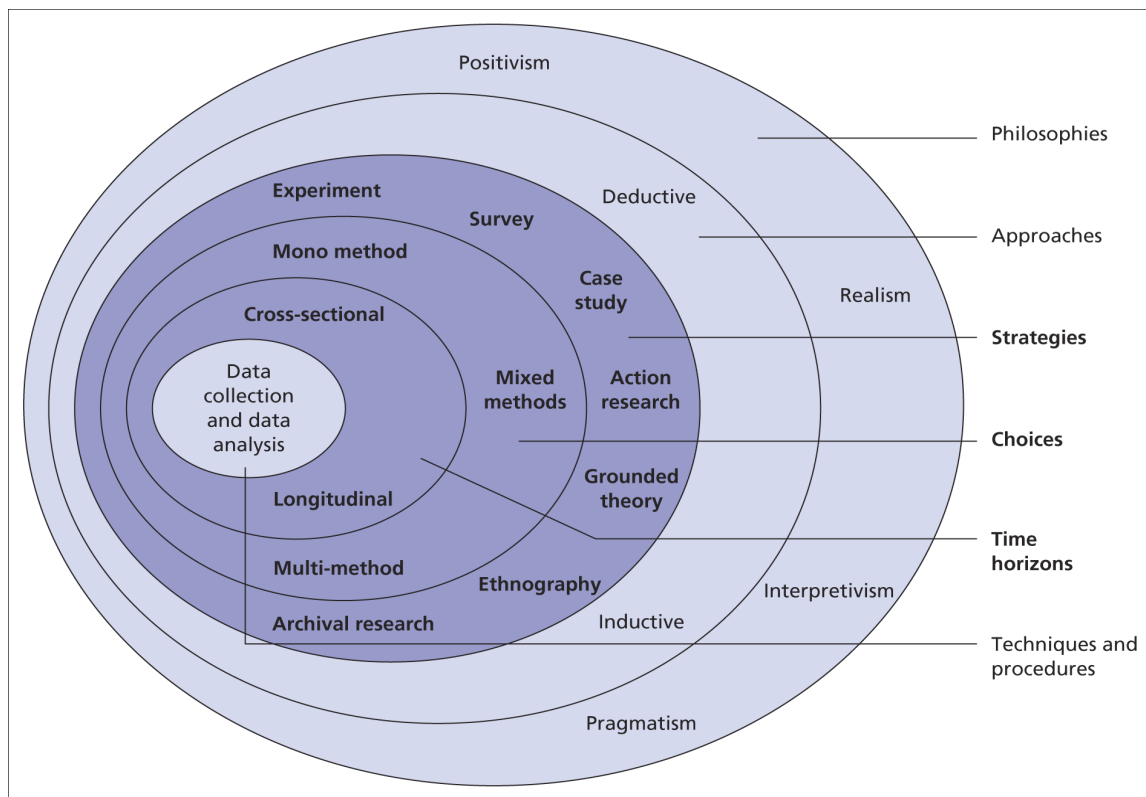 Positivism
Philosophies
Experiment
Survey
Deductive
Approaches
Mono method
Case
study
Realism
Cross-sectional
Strategies
Data
collection
and data
analysis
Mixed
methods
Action
research
Choices
Longitudinal
Grounded
theory
Time
horizons
Multi-method
Ethnography
Interpretivism
Archival research
Inductive
Techniques and
procedures
Pragmatism